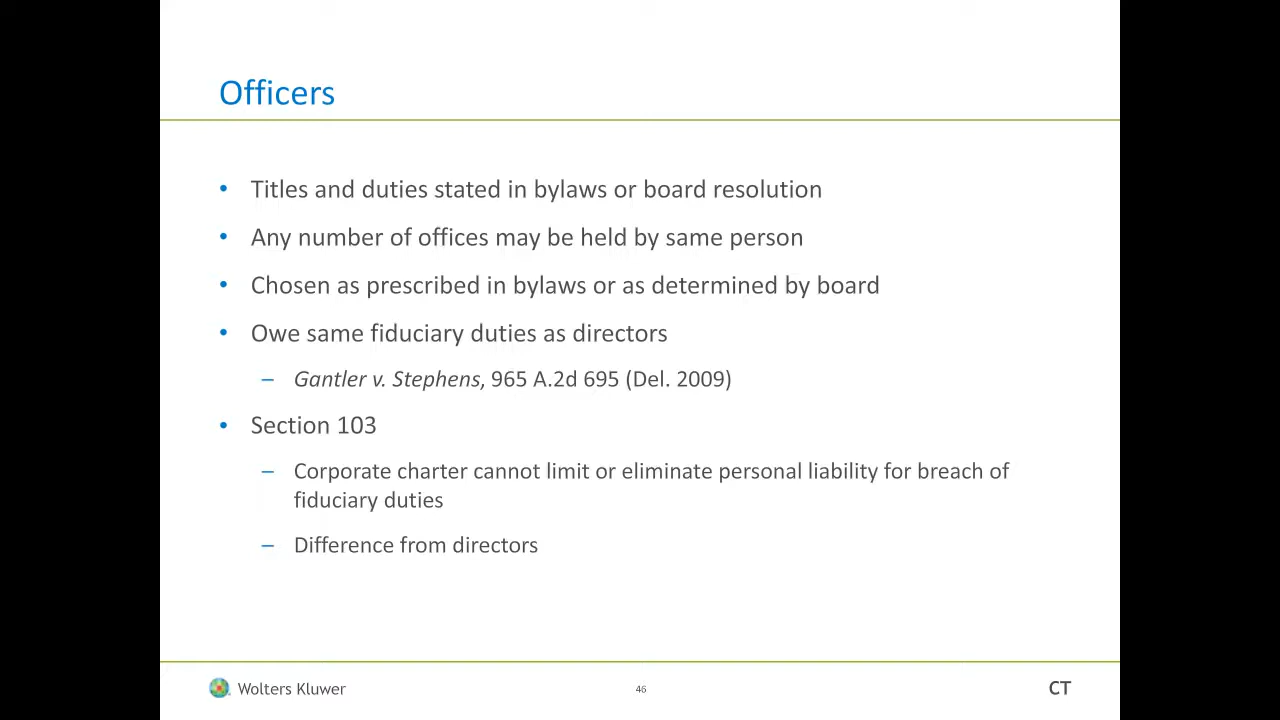 Officers
• Titles and duties stated in bylaws or board resolution
• Any number of offices may be held by same person
• Chosen as prescribed in bylaws or as determined by board
• Owe same fiduciary duties as directors
– Gantler v. Stephens, 965 A.2d 695 (Del. 2009)
• Section 103
– Corporate charter cannot limit or eliminate personal liability for breach of
fiduciary duties
– Difference from directors
Wolters Kluwer
46
CT